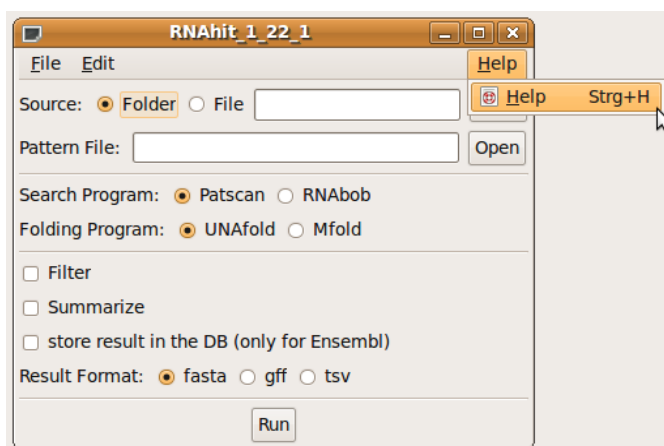 RNAhit_1_22_1
File Edit Help
Help Strg+H
Source: Folder File
Pattern File: Open
Search Program: Patscan RNAbob
Folding Program: UNAfold Mfold
Filter
Summarize
store result in the DB (only for Ensembl)
Result Format: fasta gff tsv
Run